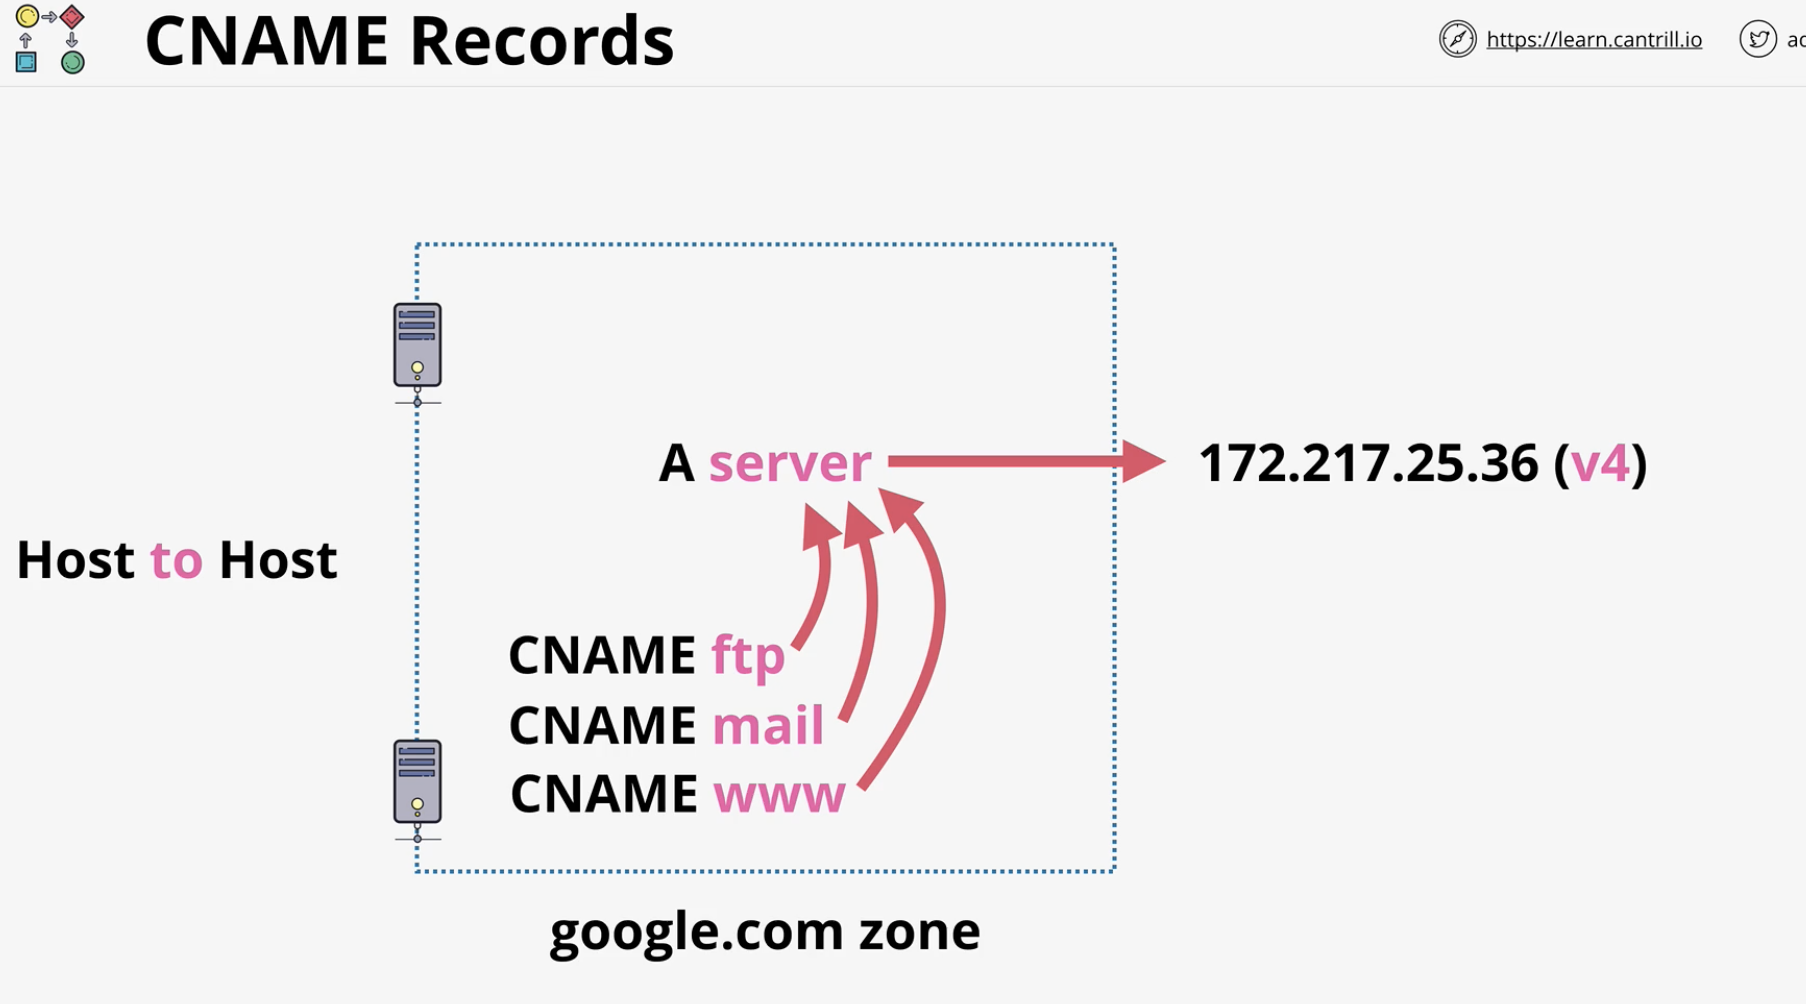 CNAME Records
https://learn.cantrill.io
A server
172.217.25.36 (v4)
Host to Host
CNAME ftp
CNAME mail
CNAME www
google.com zone